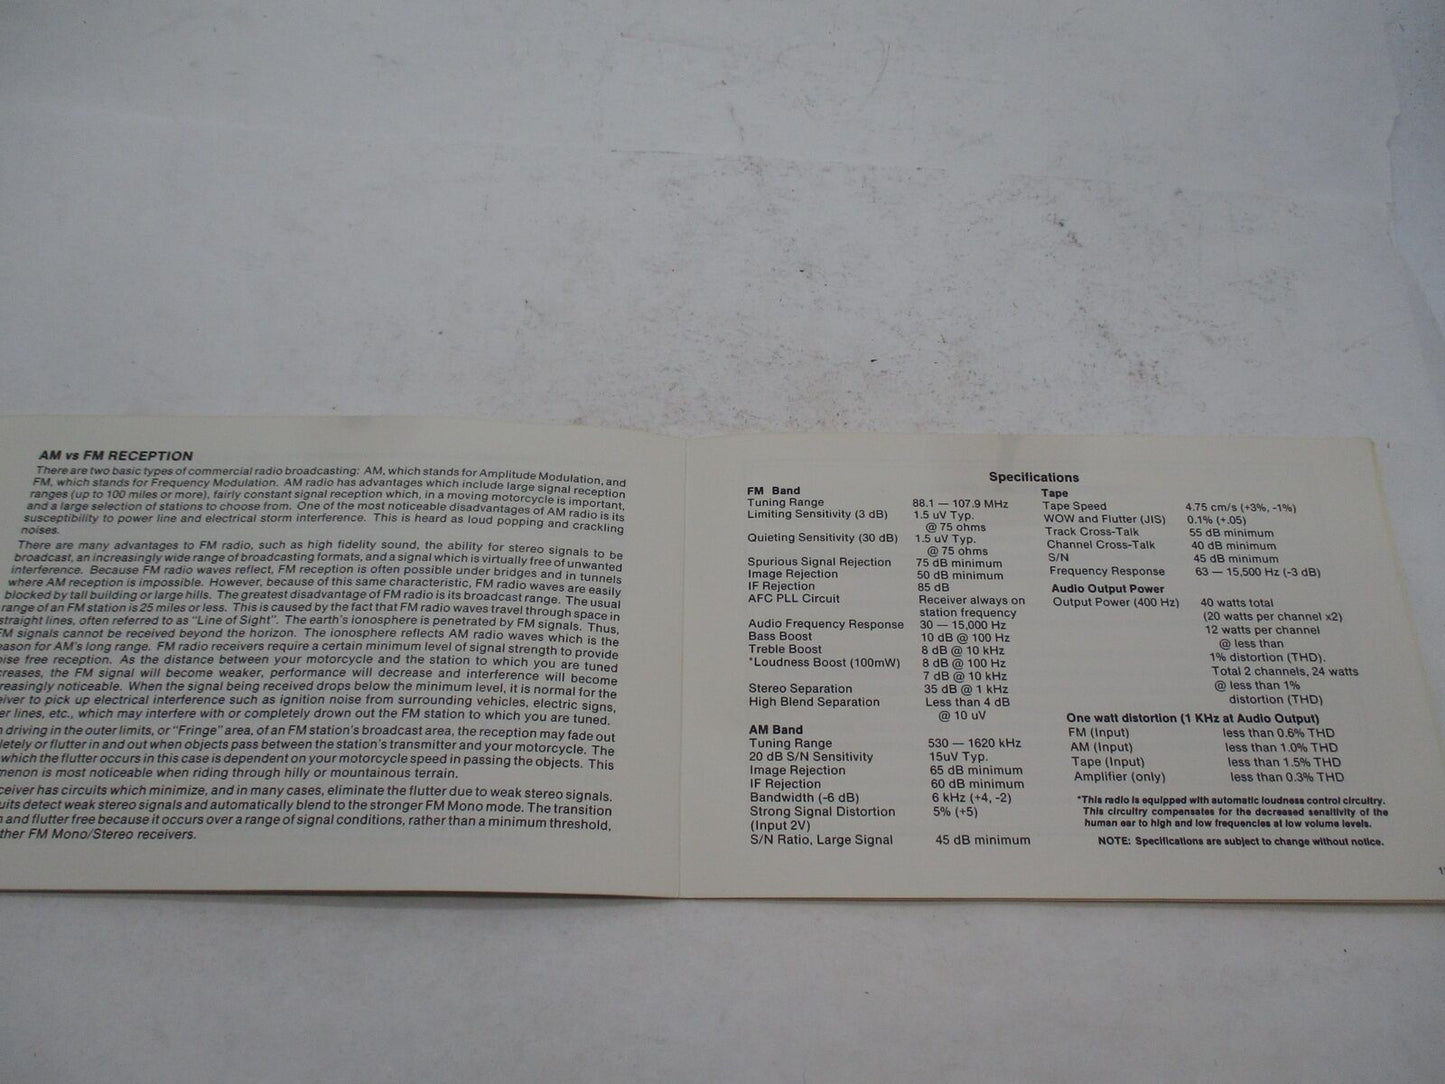 AM vs FM RECEPTION
There are two basic types of commercial radio broadcasting: AM, which stands for Amplitude Modulation, and
FM, which stands for Frequency Modulation. AM radio has advantages which include large signal reception
ranges (up to 100 miles or more), fairly constant signal reception which, in a moving motorcycle is important,
and a large selection of stations to choose from. One of the most noticeable disadvantages of AM radio is its
susceptibility to power line and electrical storm interference. This is heard as loud popping and crackling
noises.
There are many advantages to FM radio, such as high fidelity sound, the ability for stereo signals to be
broadcast, an increasingly wide range of broadcasting formats, and a signal which is virtually free of unwanted
interference. Because FM radio waves reflect, FM reception is often possible under bridges and in tunnels
where AM reception is impossible. However, because of this same characteristic, FM radio waves are easily
blocked by tall building or large hills. The greatest disadvantage of FM radio is its broadcast range. The usual
range of an FM station is 25 miles or less. This is caused by the fact that FM radio waves travel through space in
straight lines, often referred to as "Line of Sight". The earth's ionosphere is penetrated by FM signals. Thus,
FM signals cannot be received beyond the horizon. The ionosphere reflects AM radio waves which is the
eason for AM's long range. FM radio receivers require a certain minimum level of signal strength to provide
ise free reception. As the distance between your motorcycle and the station to which you are tuned
creases, the FM signal will become weaker, performance will decrease and interference will become
reasingly noticeable. When the signal being received drops below the minimum level, it is normal for the
eiver to pick up electrical interference such as ignition noise from surrounding vehicles, electric signs,
er lines, etc., which may interfere with or completely drown out the FM station to which you are tuned.
n driving in the outer limits, or "Fringe" area, of an FM station's broadcast area, the reception may fade out
letely or flutter in and out when objects pass between the station's transmitter and your motorcycle. The
which the flutter occurs in this case is dependent on your motorcycle speed in passing the objects. This
menon is most noticeable when riding through hilly or mountainous terrain.
ceiver has circuits which minimize, and in many cases, eliminate the flutter due to weak stereo signals.
uits detect weak stereo signals and automatically blend to the stronger FM Mono mode. The transition
h and flutter free because it occurs over a range of signal conditions, rather than a minimum threshold,
ther FM Mono/Stereo receivers.
Specifications
FM Band
Tuning Range 88.1 — 107.9 MHz
Limiting Sensitivity (3 dB) 1.5 uV Typ.
@ 75 ohms
Quieting Sensitivity (30 dB) 1.5 uV Typ.
@ 75 ohms
Spurious Signal Rejection 75 dB minimum
Image Rejection 50 dB minimum
IF Rejection 85 dB
AFC PLL Circuit Receiver always on
station frequency
Audio Frequency Response 30 — 15,000 Hz
Bass Boost 10 dB @ 100 Hz
Treble Boost 8 dB @ 10 kHz
*Loudness Boost (100mW) 8 dB @ 100 Hz
7 dB @ 10 kHz
Stereo Separation 35 dB @ 1 kHz
High Blend Separation Less than 4 dB
@ 10 uV
AM Band
Tuning Range 530 — 1620 kHz
20 dB S/N Sensitivity 15uV Typ.
Image Rejection 65 dB minimum
IF Rejection 60 dB minimum
Bandwidth (-6 dB) 6 kHz (+4, -2)
Strong Signal Distortion 5% (+5)
(Input 2V)
S/N Ratio, Large Signal 45 dB minimum
Tape
Tape Speed 4.75 cm/s (+3%, -1%)
WOW and Flutter (JIS) 0.1% (+.05)
Track Cross-Talk 55 dB minimum
Channel Cross-Talk 40 dB minimum
S/N 45 dB minimum
Frequency Response 63 — 15,500 Hz (-3 dB)
Audio Output Power
Output Power (400 Hz) 40 watts total
(20 watts per channel x2)
12 watts per channel
@ less than
1% distortion (THD).
Total 2 channels, 24 watts
@ less than 1%
distortion (THD)
One watt distortion (1 KHz at Audio Output)
FM (Input) less than 0.6% THD
AM (Input) less than 1.0% THD
Tape (Input) less than 1.5% THD
Amplifier (only) less than 0.3% THD
*This radio is equipped with automatic loudness control circuitry.
This circuitry compensates for the decreased sensitivity of the
human ear to high and low frequencies at low volume levels.
NOTE: Specifications are subject to change without notice.